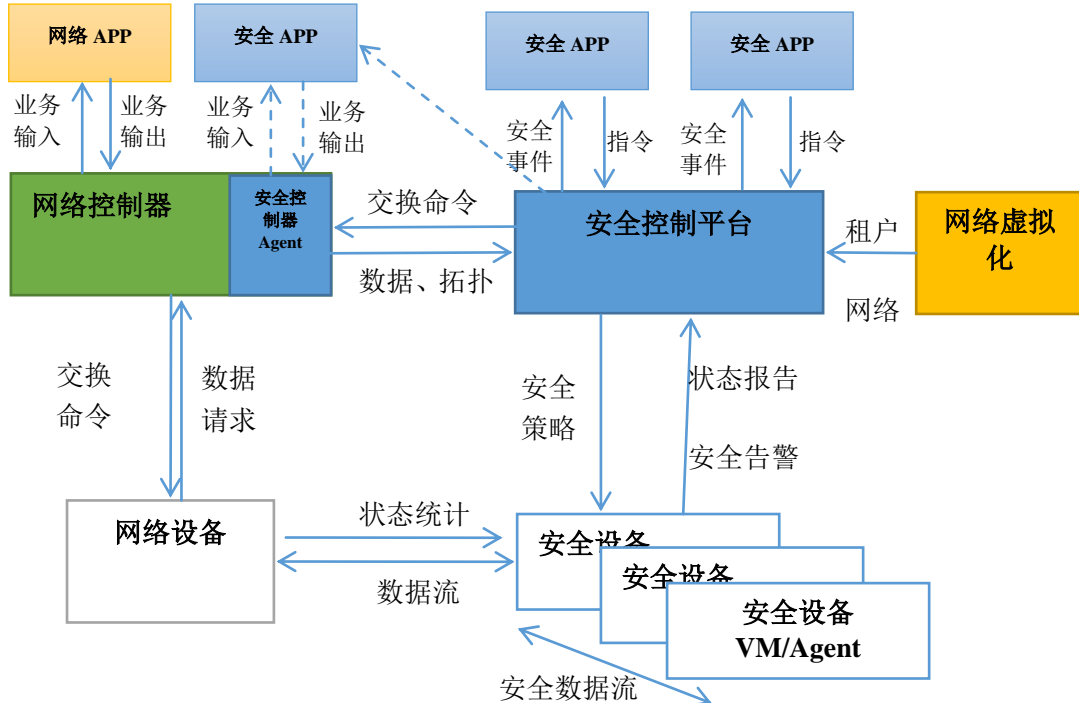 网络 APP
安全 APP
安全 APP
安全 APP
业务
输入
业务
输出
业务
输入
业务
输出
安全
事件
指令
安全
事件
指令
网络控制器
安全控
制器
Agent
交换命令
数据、拓扑
安全控制平台
租户
网络
网络虚拟
化
交换
命令
数据
请求
安全
策略
状态报告
安全告警
网络设备
状态统计
数据流
安全设备
安全设备
安全设备
VM/Agent
安全数据流